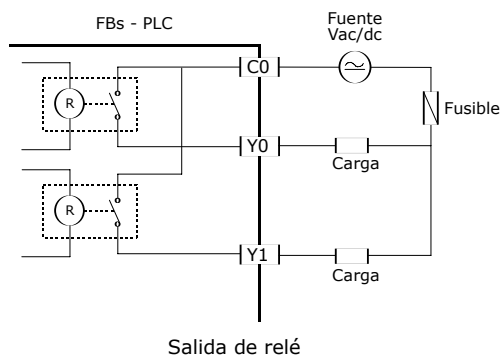 FBs - PLC
Fuente
Vac/dc
C0
R
Fusible
Y0
Carga
R
Y1
Carga
Salida de relé